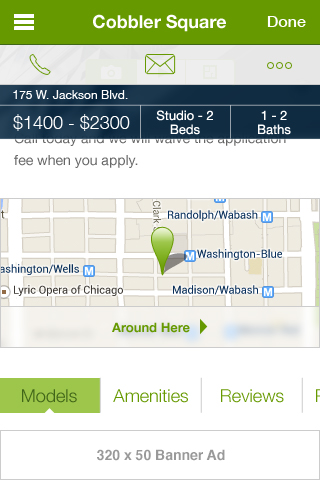 Cobbler Square
Done
175 W. Jackson Blvd.
$1400 - $2300
Studio - 2
Beds
1 - 2
Baths
Call today and we will waive the application
fee when you apply.
Clark
Randolph/Wabash M
M Washington-Blue
ashington/Wells M
Lyric Opera of Chicago
Madison/Wabash M
Around Here
Models
Amenities
Reviews
320 x 50 Banner Ad